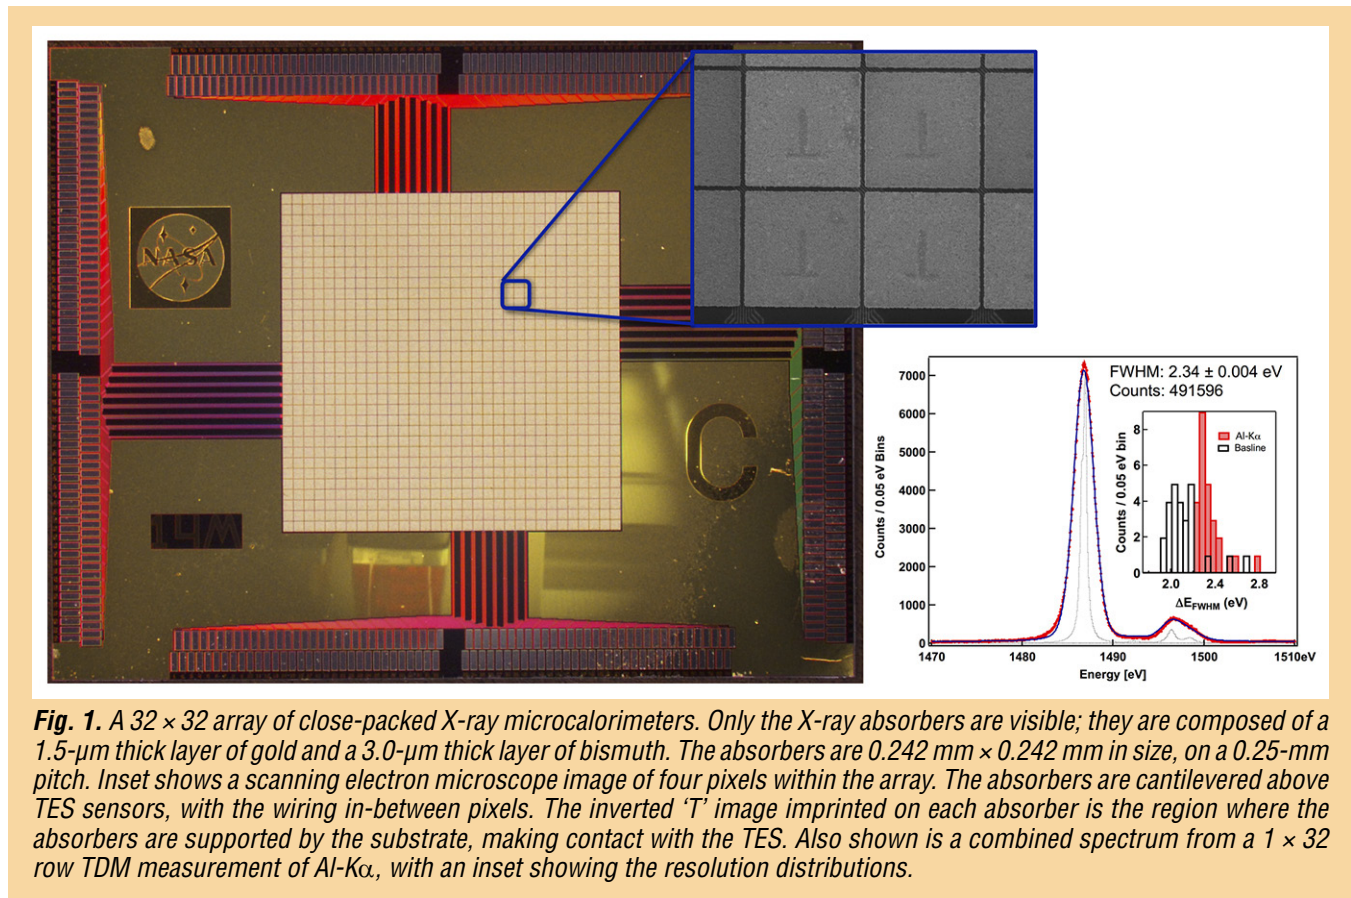 NASA
C
FWHM: 2.34 ± 0.004 eV
Counts: 491596
7000
6000
5000
4000
3000
2000
1000
0
Counts / 0.05 eV Bins
1470
1480
1490
1500
1510eV
Energy [eV]
8
6
4
2
0
Counts / 0.05 eV bin
Al-Kα
Basline
2.0
2.4
2.8
ΔE_FWHM (eV)
Fig. 1. A 32 × 32 array of close-packed X-ray microcalorimeters. Only the X-ray absorbers are visible; they are composed of a
1.5-µm thick layer of gold and a 3.0-µm thick layer of bismuth. The absorbers are 0.242 mm × 0.242 mm in size, on a 0.25-mm
pitch. Inset shows a scanning electron microscope image of four pixels within the array. The absorbers are cantilevered above
TES sensors, with the wiring in-between pixels. The inverted ‘T’ image imprinted on each absorber is the region where the
absorbers are supported by the substrate, making contact with the TES. Also shown is a combined spectrum from a 1 × 32
row TDM measurement of Al-Kα, with an inset showing the resolution distributions.